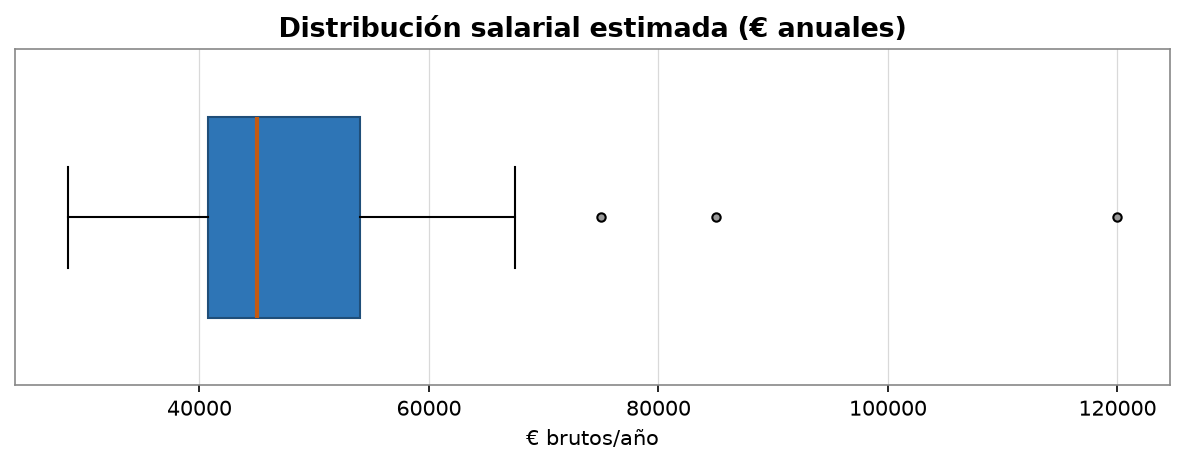 Distribución salarial estimada (€ anuales)
40000 60000 80000 100000 120000
€ brutos/año